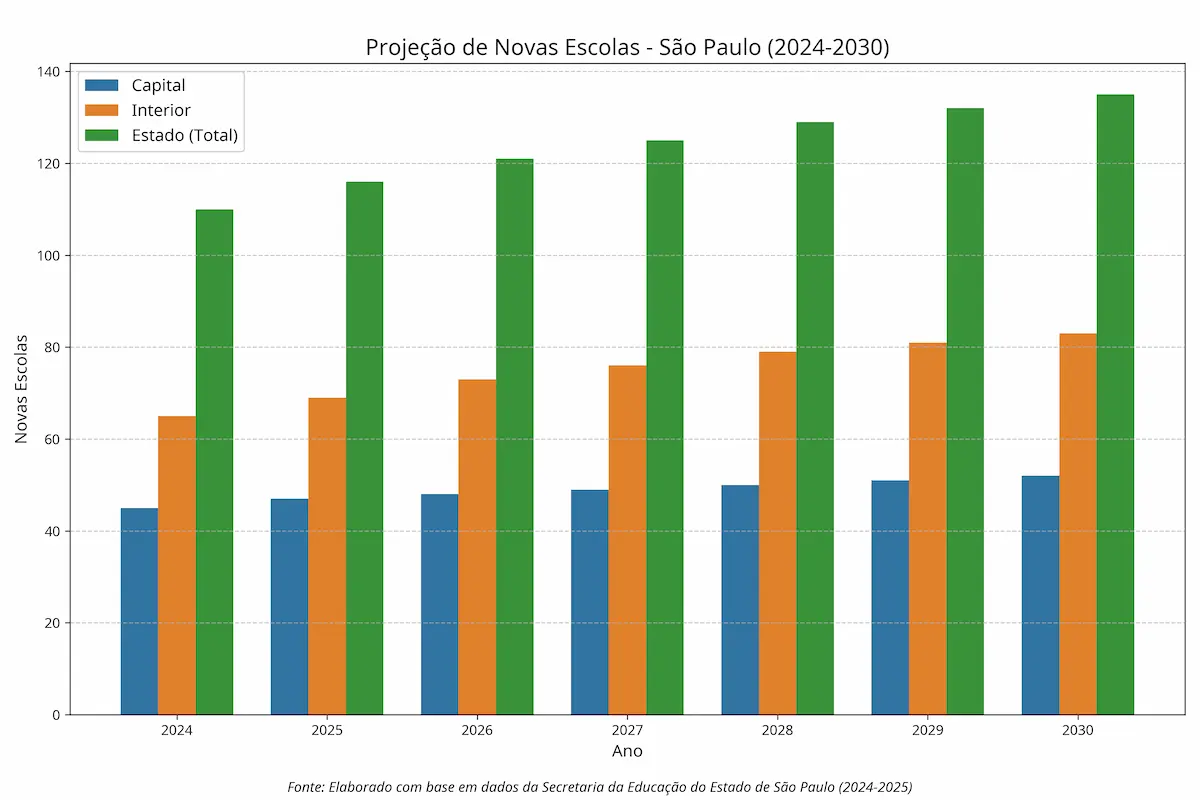 Projeção de Novas Escolas - São Paulo (2024-2030)
Capital
Interior
Estado (Total)
Novas Escolas
140
120
100
80
60
40
20
0
2024 2025 2026 2027 2028 2029 2030
Ano
Fonte: Elaborado com base em dados da Secretaria da Educação do Estado de São Paulo (2024-2025)